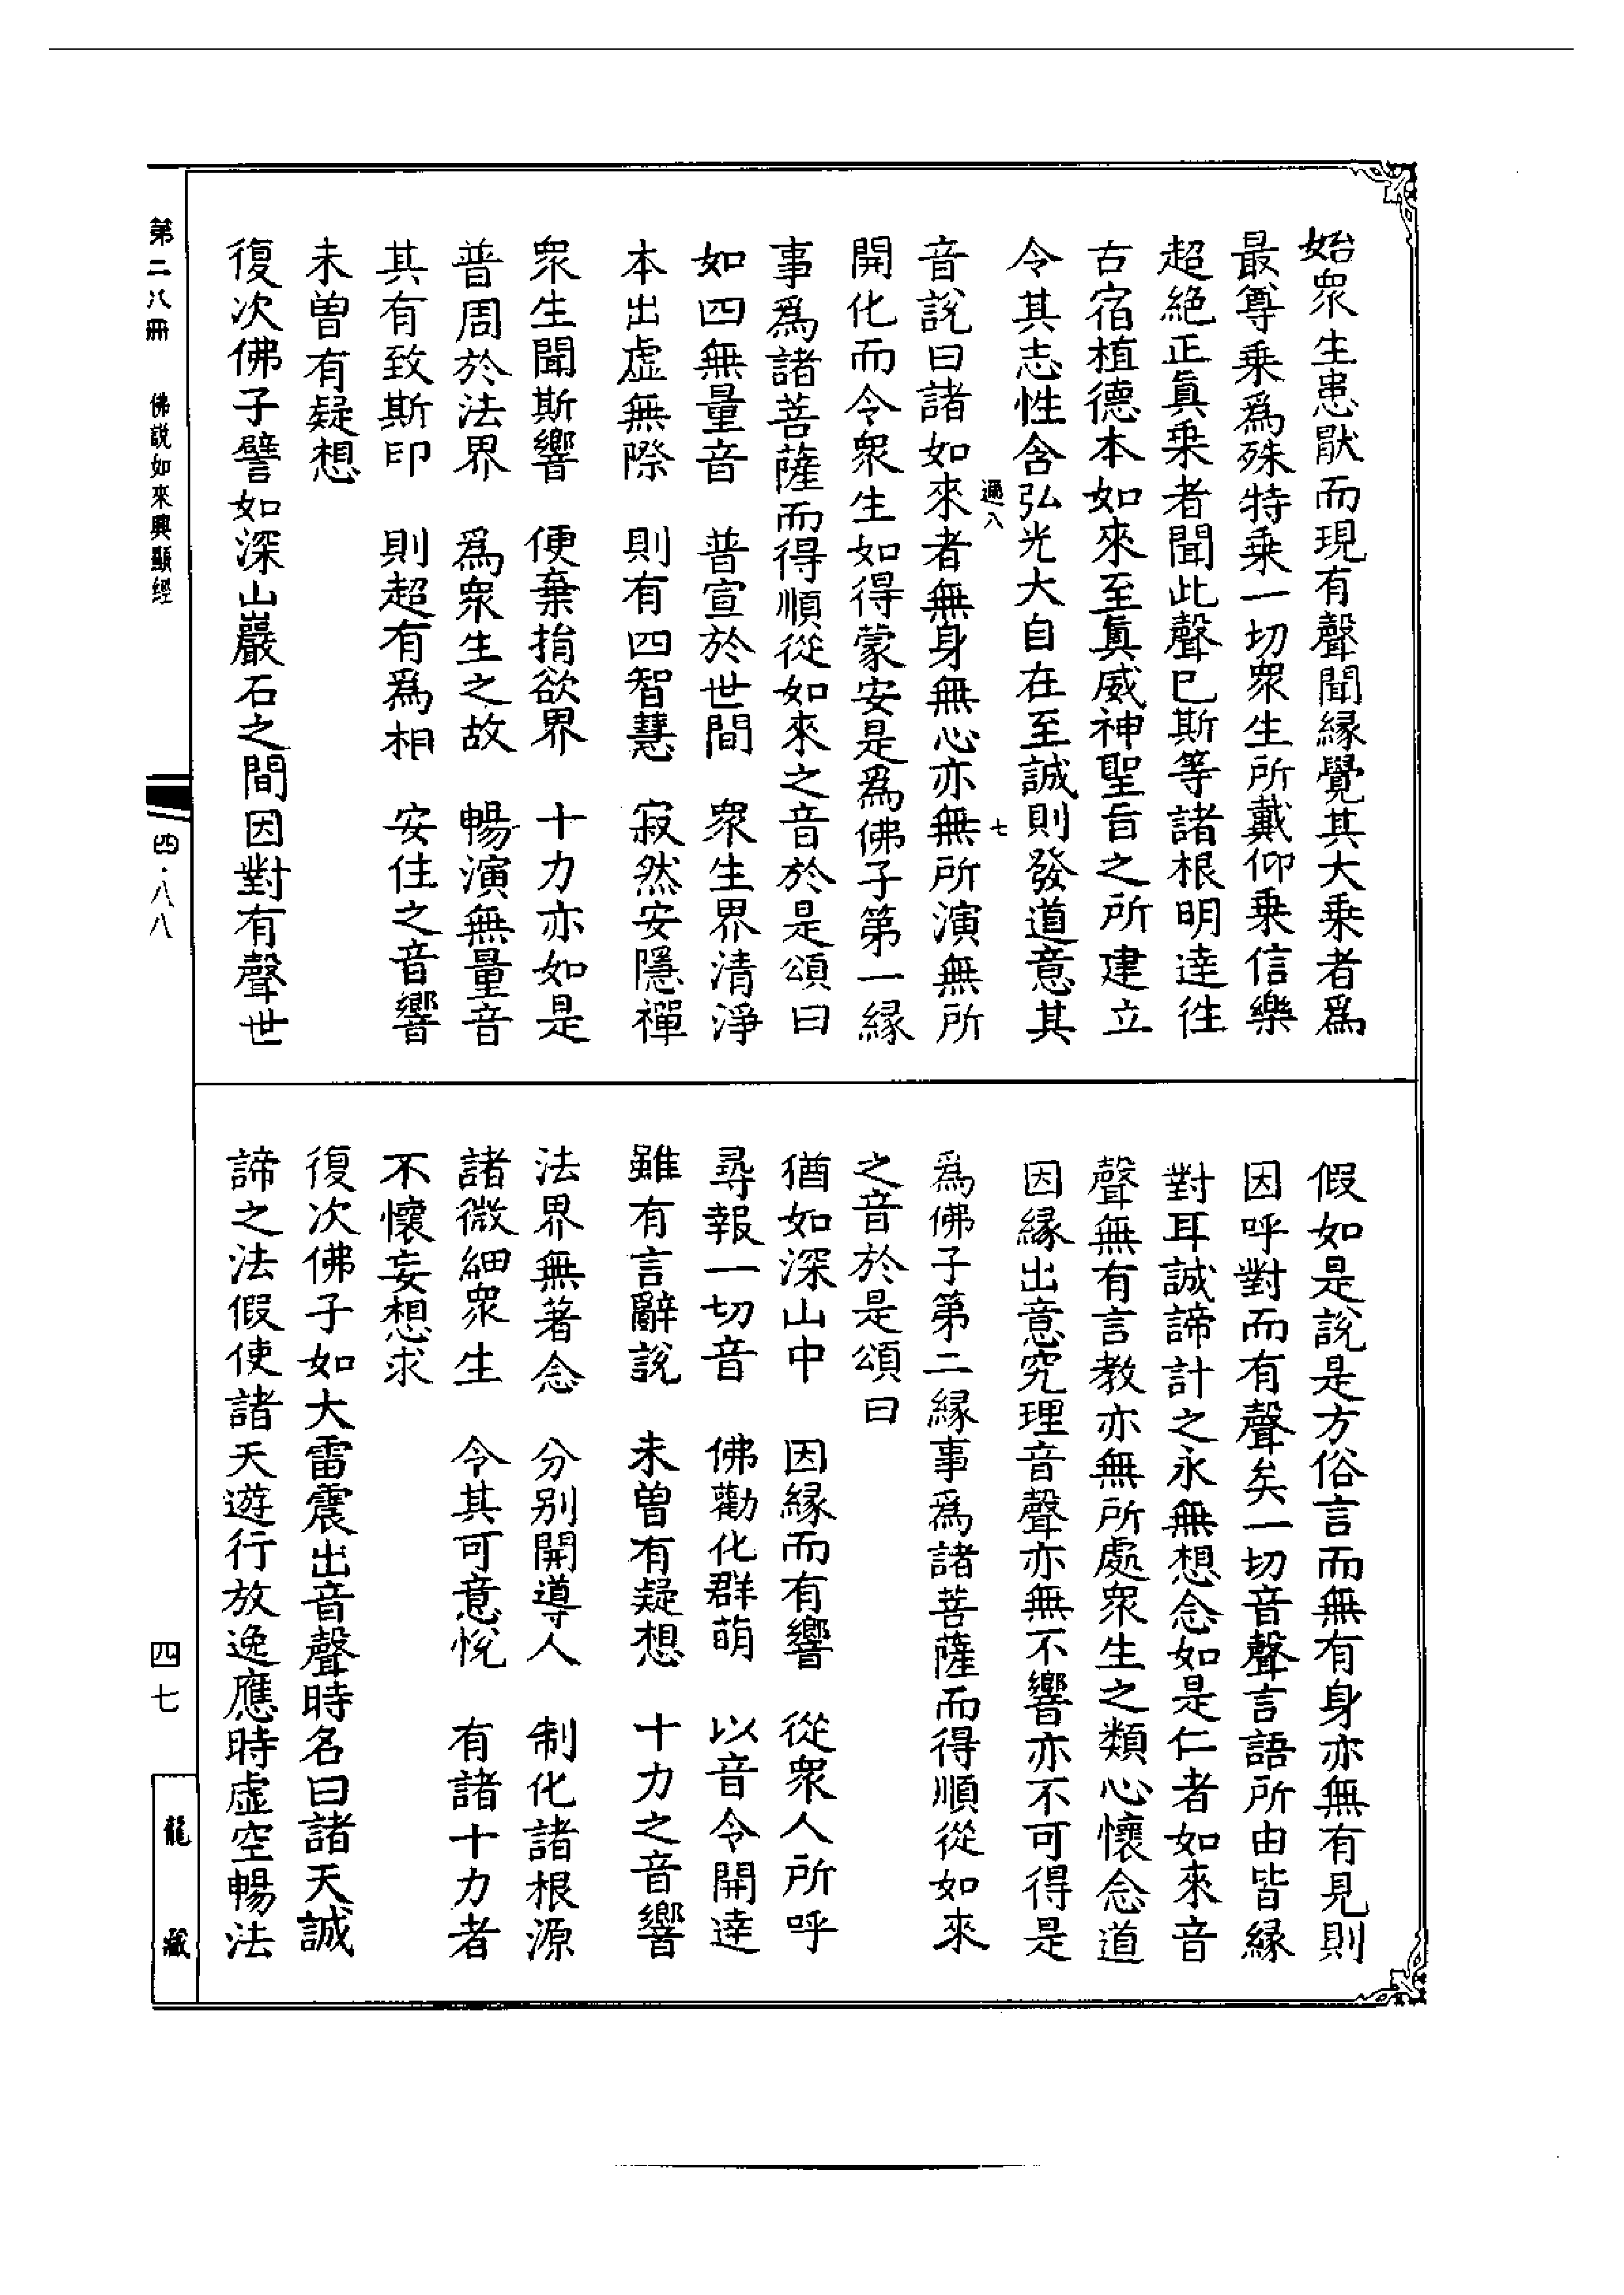 始衆生患厭而現有聲聞縁覺其大乗者爲
最尊乗爲殊特乗一切衆生所戴仰乗信樂
超絶正眞乗者聞此聲已斯等諸根明達往
古宿植德本如來至眞威神聖旨之所建立
令其志性含弘光大自在至誠則發道意其
過八 七
音說曰諸如來者無身無心亦無所演無所
開化而令衆生如得蒙安是爲佛子第一縁
事爲諸菩薩而得順從如來之音於是頌曰
如四無量音 普宣於世間 衆生界清淨
本出虚無際 則有四智慧 寂然安隱禪
衆生聞斯響 便棄捐欲界 十力亦如是
普周於法界 爲衆生之故 暢演無量音
其有致斯印 則超有爲相 安住之音響
未曽有疑想
復次佛子譬如深山巖石之間因對有聲世
假如是說是方俗言而無有身亦無有見則
因呼對而有聲矣一切音聲言語所由皆縁
對耳誠諦計之永無想念如是仁者如來音
聲無有言教亦無所處衆生之類心懷念道
因縁出意究理音聲亦無不響亦不可得是
爲佛子第二縁事爲諸菩薩而得順從如來
之音於是頌曰
猶如深山中 因縁而有響 從衆人所呼
尋報一切音 佛勸化群萌 以音令開達
雖有言辭說 未曽有疑想 十力之音響
法界無著念 分别開導人 制化諸根源
諸微細衆生 令其可意悅 有諸十力者
不懷妄想求
復次佛子如大雷震出音聲時名曰諸天誠
諦之法假使諸天遊行放逸應時虚空暢法
第二八冊 佛說如來興顯經
四·八八
四七
龍藏